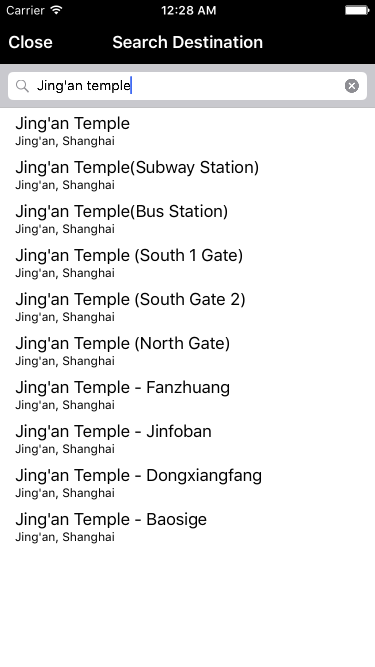 Carrier 12:28 AM
Close Search Destination
Jing'an temple
Jing'an Temple
Jing'an, Shanghai
Jing'an Temple(Subway Station)
Jing'an, Shanghai
Jing'an Temple(Bus Station)
Jing'an, Shanghai
Jing'an Temple (South 1 Gate)
Jing'an, Shanghai
Jing'an Temple (South Gate 2)
Jing'an, Shanghai
Jing'an Temple (North Gate)
Jing'an, Shanghai
Jing'an Temple - Fanzhuang
Jing'an, Shanghai
Jing'an Temple - Jinfoban
Jing'an, Shanghai
Jing'an Temple - Dongxiangfang
Jing'an, Shanghai
Jing'an Temple - Baosige
Jing'an, Shanghai